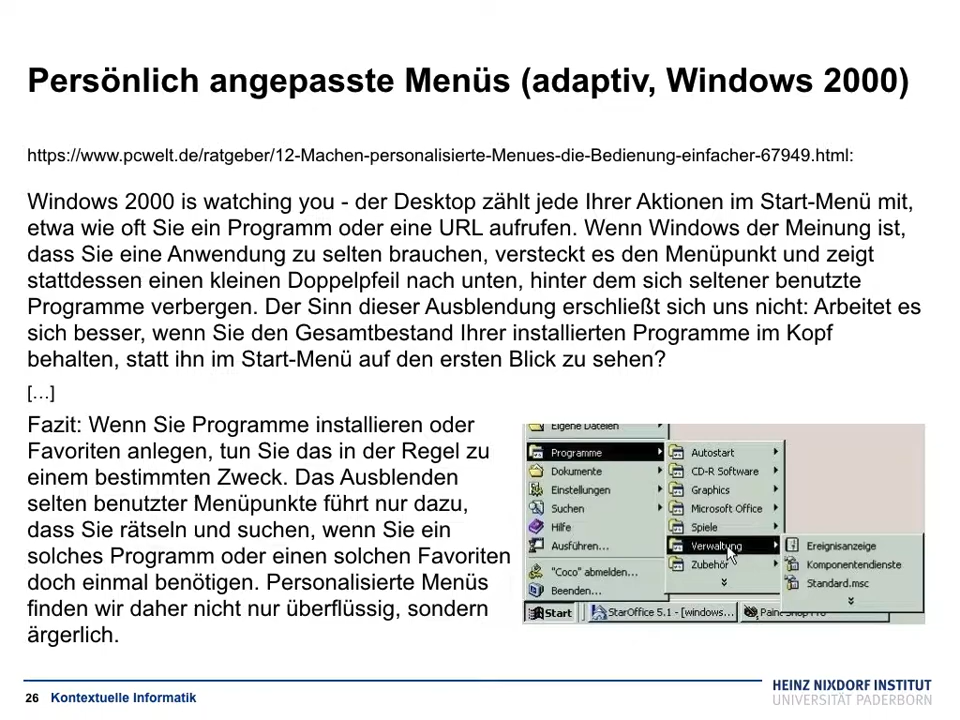 Persönlich angepasste Menüs (adaptiv, Windows 2000)
https://www.pcwelt.de/ratgeber/12-Machen-personalisierte-Menues-die-Bedienung-einfacher-67949.html:
Windows 2000 is watching you - der Desktop zählt jede Ihrer Aktionen im Start-Menü mit,
etwa wie oft Sie ein Programm oder eine URL aufrufen. Wenn Windows der Meinung ist,
dass Sie eine Anwendung zu selten brauchen, versteckt es den Menüpunkt und zeigt
stattdessen einen kleinen Doppelpfeil nach unten, hinter dem sich seltener benutzte
Programme verbergen. Der Sinn dieser Ausblendung erschließt sich uns nicht: Arbeitet es
sich besser, wenn Sie den Gesamtbestand Ihrer installierten Programme im Kopf
behalten, statt ihn im Start-Menü auf den ersten Blick zu sehen?
[…]
Fazit: Wenn Sie Programme installieren oder
Favoriten anlegen, tun Sie das in der Regel zu
einem bestimmten Zweck. Das Ausblenden
selten benutzter Menüpunkte führt nur dazu,
dass Sie rätseln und suchen, wenn Sie ein
solches Programm oder einen solchen Favoriten
doch einmal benötigen. Personalisierte Menüs
finden wir daher nicht nur überflüssig, sondern
ärgerlich.
Eigene Dateien
Programme
Dokumente
Einstellungen
Suchen
Hilfe
Ausführen...
"Coco" abmelden...
Beenden...
Autostart
CD-R Software
Graphics
Microsoft Office
Spiele
Verwaltung
Zubehör
Ereignisanzeige
Komponentendienste
Standard.msc
Start
StarOffice 5.1 - [windows...
Paint Shop Pro
26 Kontextuelle Informatik
HEINZ NIXDORF INSTITUT
UNIVERSITÄT PADERBORN